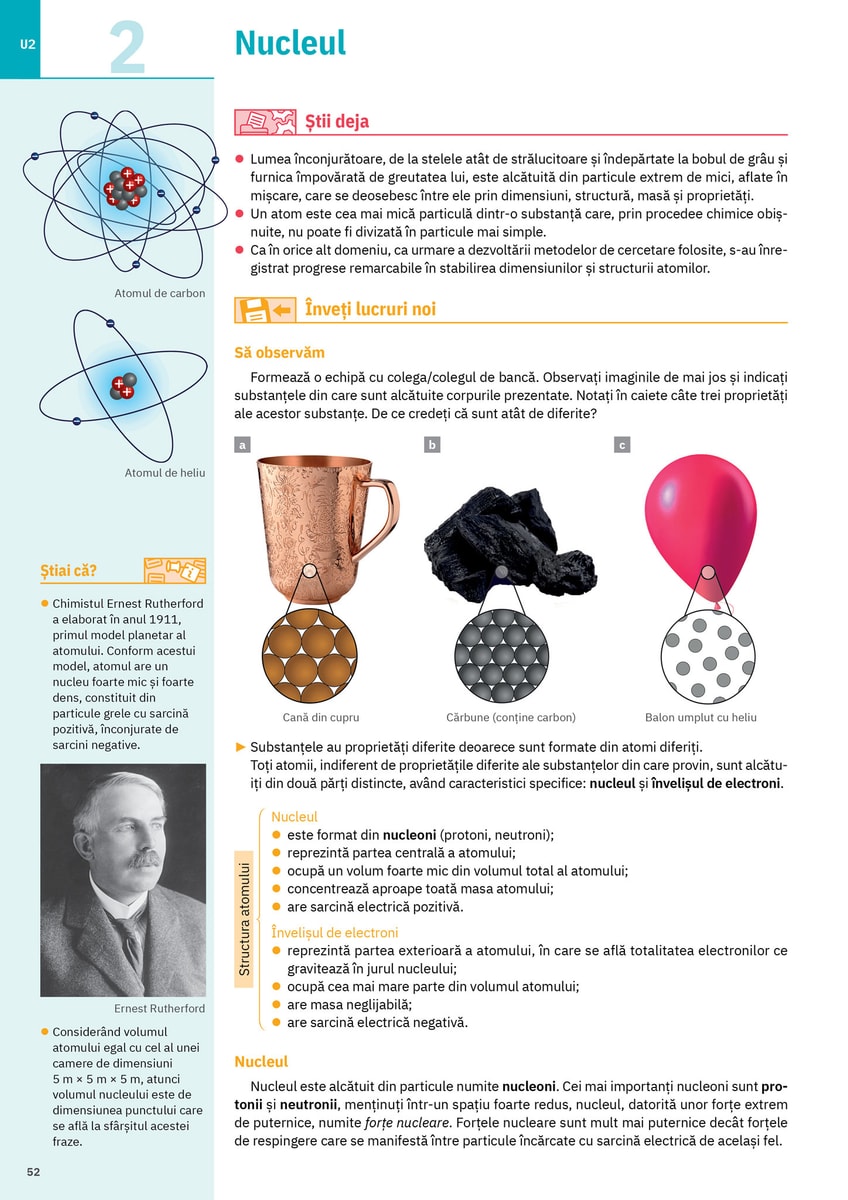 U2
2
Nucleul
Atomul de carbon
Atomul de heliu
Știai că?
Chimistul Ernest Rutherford
a elaborat în anul 1911,
primul model planetar al
atomului. Conform acestui
model, atomul are un
nucleu foarte mic și foarte
dens, constituit din
particule grele cu sarcină
pozitivă, înconjurate de
sarcini negative.
Ernest Rutherford
Considerând volumul
atomului egal cu cel al unei
camere de dimensiuni
5 m × 5 m × 5 m, atunci
volumul nucleului este de
dimensiunea punctului care
se află la sfârșitul acestei
fraze.
Știi deja
Lumea înconjurătoare, de la stelele atât de strălucitoare și îndepărtate la bobul de grâu și
furnica împovărată de greutatea lui, este alcătuită din particule extrem de mici, aflate în
mișcare, care se deosebesc între ele prin dimensiuni, structură, masă și proprietăți.
Un atom este cea mai mică particulă dintr-o substanță care, prin procedee chimice obiș-
nuite, nu poate fi divizată în particule mai simple.
Ca în orice alt domeniu, ca urmare a dezvoltării metodelor de cercetare folosite, s-au înre-
gistrat progrese remarcabile în stabilirea dimensiunilor și structurii atomilor.
Înveți lucruri noi
Să observăm
Formează o echipă cu colega/colegul de bancă. Observați imaginile de mai jos și indicați
substanțele din care sunt alcătuite corpurile prezentate. Notați în caiete câte trei proprietăți
ale acestor substanțe. De ce credeți că sunt atât de diferite?
a b c
Cană din cupru
Cărbune (conține carbon)
Balon umplut cu heliu
Substanțele au proprietăți diferite deoarece sunt formate din atomi diferiți.
Toți atomii, indiferent de proprietățile diferite ale substanțelor din care provin, sunt alcătu-
iți din două părți distincte, având caracteristici specifice: nucleul și învelișul de electroni.
Structura atomului
Nucleul
este format din nucleoni (protoni, neutroni);
reprezintă partea centrală a atomului;
ocupă un volum foarte mic din volumul total al atomului;
concentrează aproape toată masa atomului;
are sarcină electrică pozitivă.
Învelișul de electroni
reprezintă partea exterioară a atomului, în care se află totalitatea electronilor ce
gravitează în jurul nucleului;
ocupă cea mai mare parte din volumul atomului;
are masa neglijabilă;
are sarcină electrică negativă.
Nucleul
Nucleul este alcătuit din particule numite nucleoni. Cei mai importanți nucleoni sunt pro-
tonii și neutronii, menținuți într-un spațiu foarte redus, nucleul, datorită unor forțe extrem
de puternice, numite forțe nucleare. Forțele nucleare sunt mult mai puternice decât forțele
de respingere care se manifestă între particule încărcate cu sarcină electrică de același fel.
52